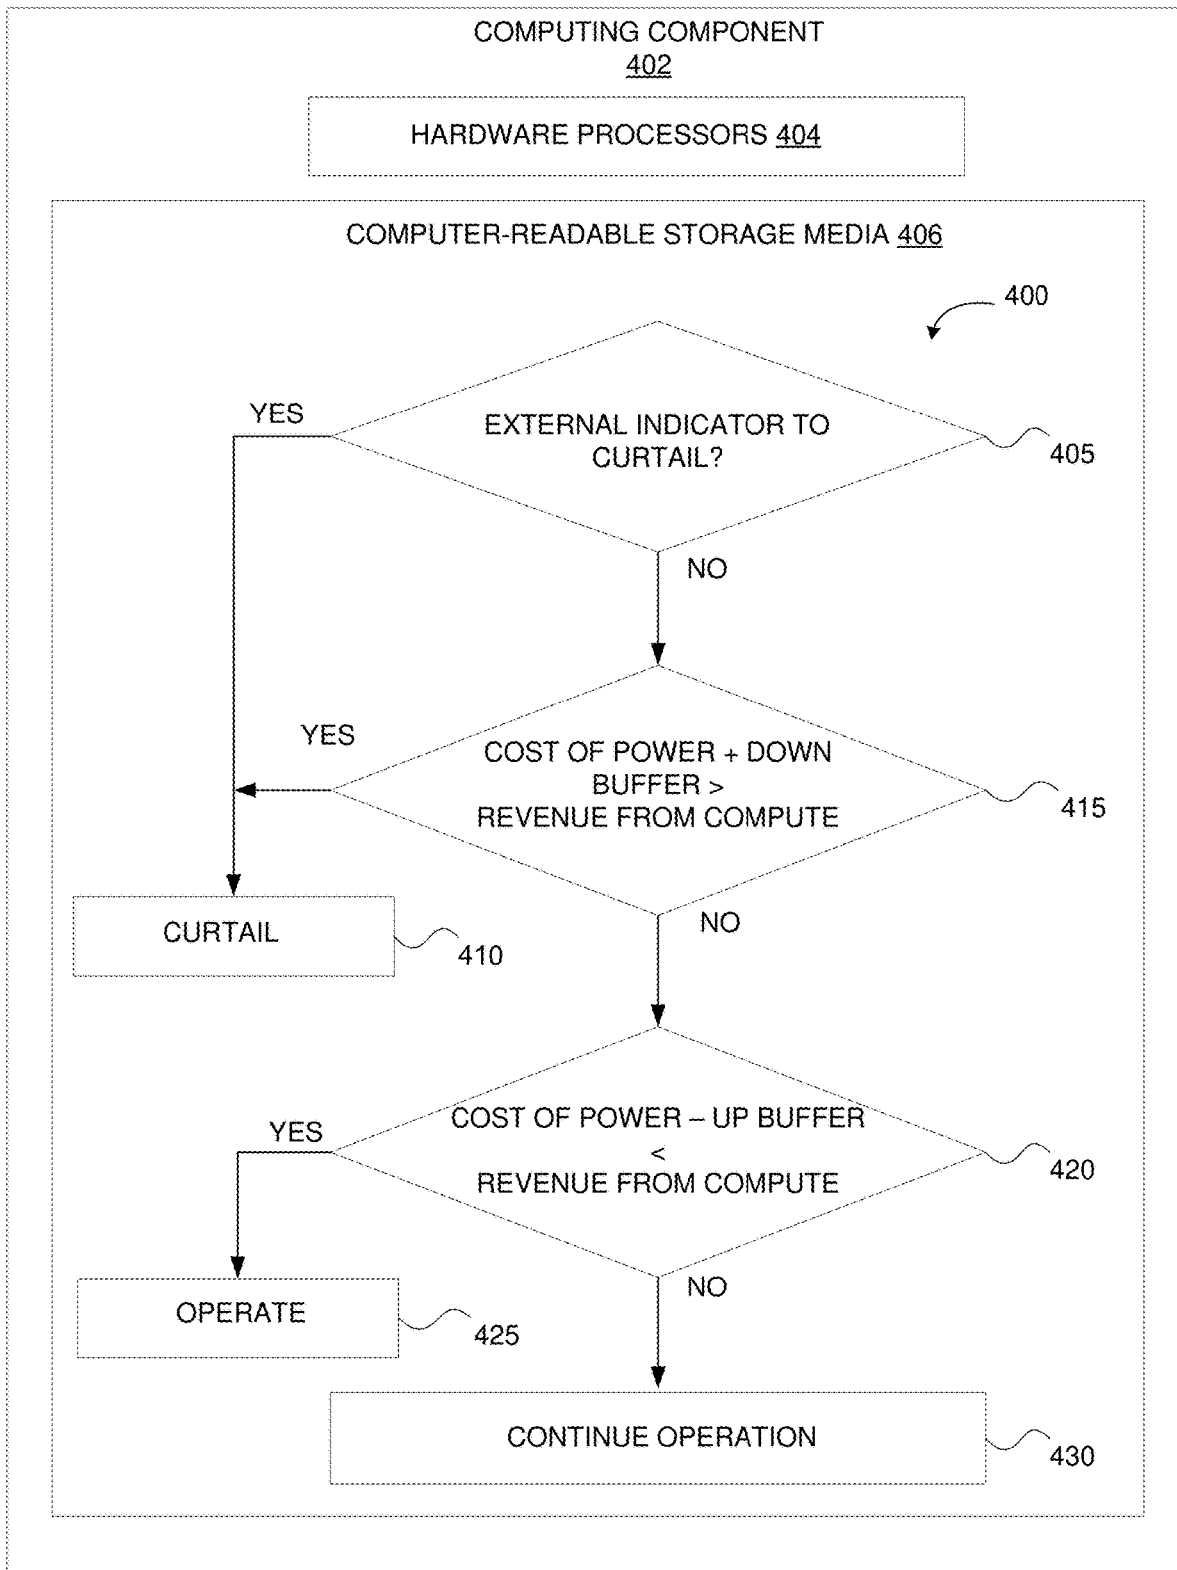 COMPUTING COMPONENT
402
HARDWARE PROCESSORS 404
COMPUTER-READABLE STORAGE MEDIA 406
400
YES
EXTERNAL INDICATOR TO
CURTAIL?
405
NO
YES
COST OF POWER + DOWN
BUFFER >
REVENUE FROM COMPUTE
415
CURTAIL
410
NO
YES
COST OF POWER – UP BUFFER
<
REVENUE FROM COMPUTE
420
NO
OPERATE
425
CONTINUE OPERATION
430